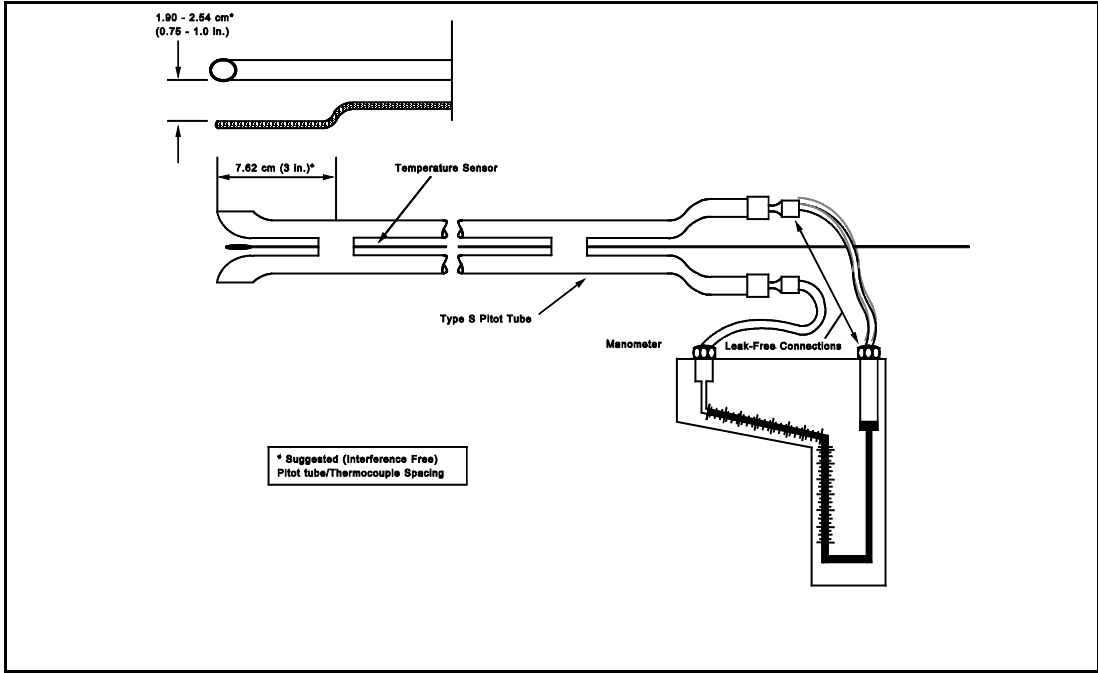 1.90 - 2.54 cm*
(0.75 - 1.0 in.)
7.62 cm (3 in.)*
Temperature Sensor
Type S Pitot Tube
Manometer
Leak-Free Connections
* Suggested (Interference Free)
Pitot tube/Thermocouple Spacing